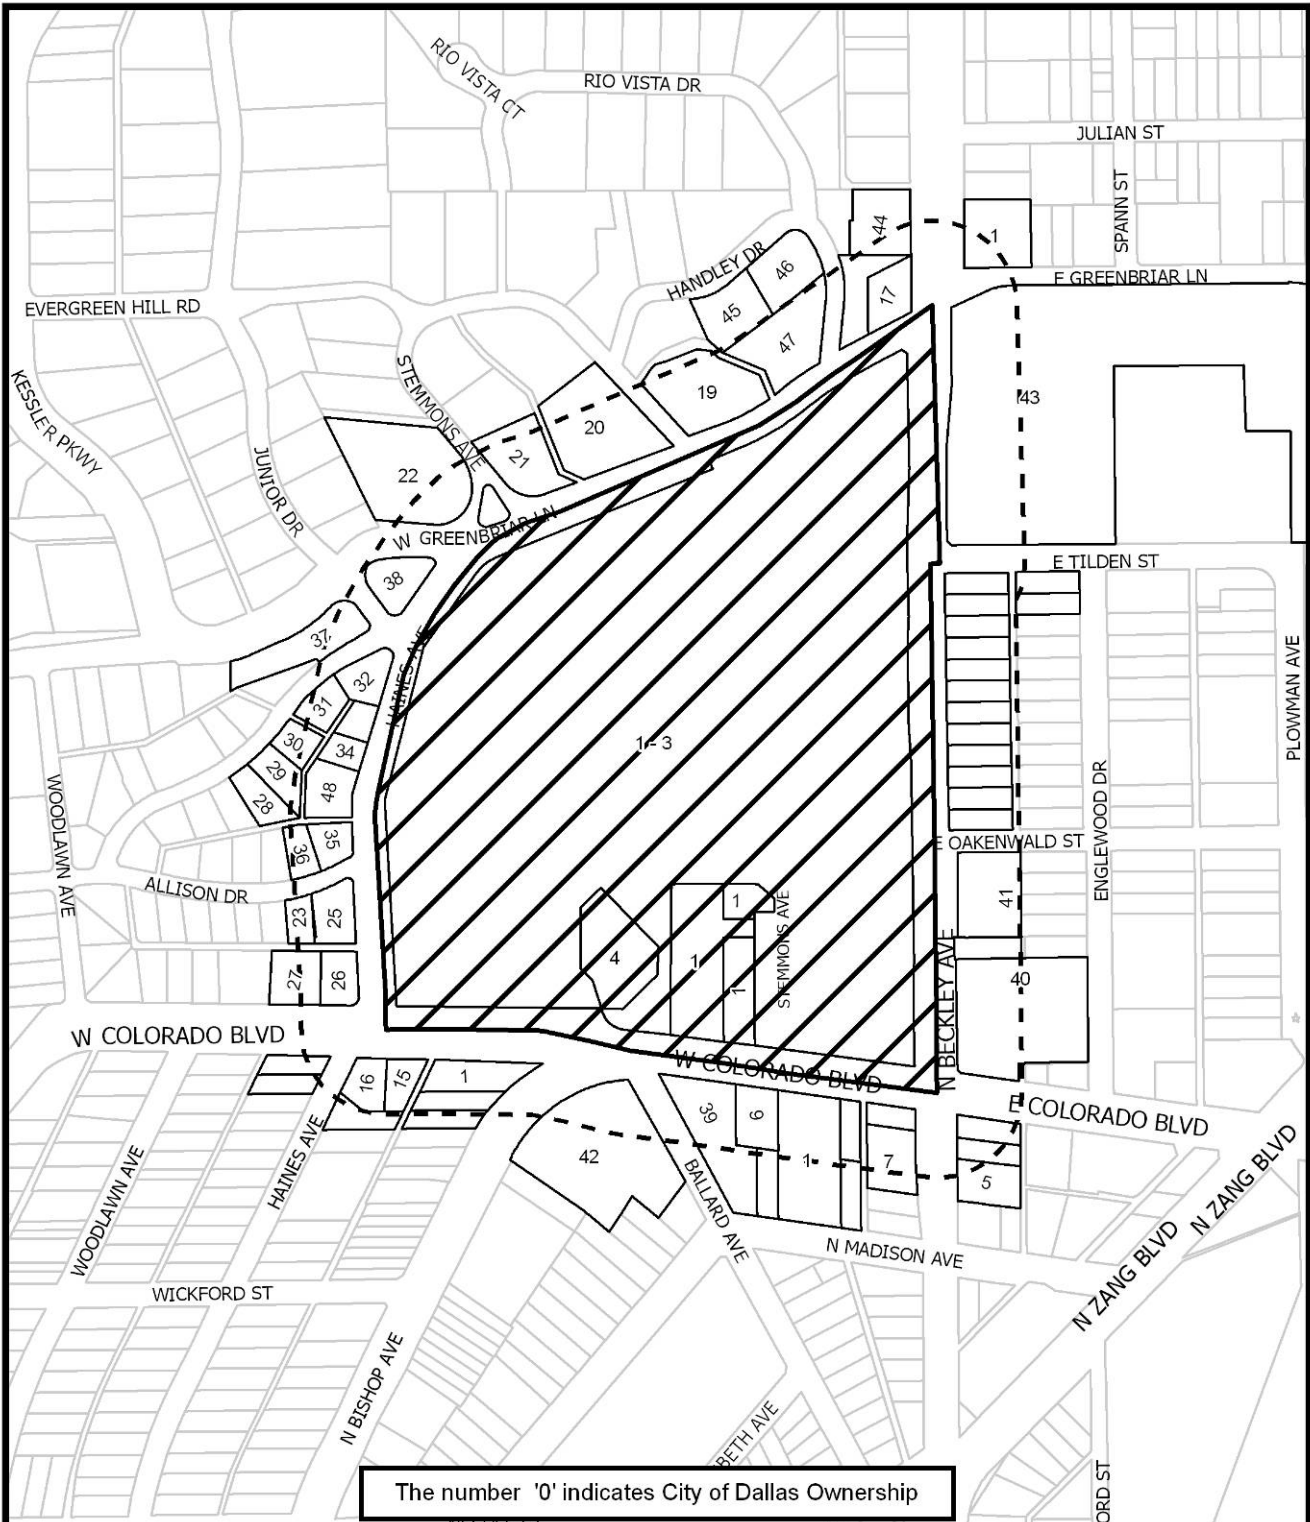 RIO VISTA CT
RIO VISTA DR
JULIAN ST
SPANN ST
44
1
HANDLEY DR
46
E GREENBRIAR LN
EVERGREEN HILL RD
45
17
47
STEMMONS AVE
KESSLER PKWY
19
43
20
JUNIOR DR
21
22
W GREENBRIAR LN
E TILDEN ST
38
37
HAINES AVE
32
31
PLOWMAN AVE
30
1 - 3
34
29
48
28
WOODLAWN AVE
ENGLEWOOD DR
35
36
E OAKENWALD ST
ALLISON DR
1
41
23
25
STEMMONS AVE
4
1
27
26
1
40
N BECKLEY AVE
W COLORADO BLVD
W COLORADO BLVD
16
15
1
39
6
E COLORADO BLVD
42
1
7
5
HAINES AVE
WOODLAWN AVE
BALLARD AVE
N ZANG BLVD
N MADISON AVE
N ZANG BLVD
WICKFORD ST
N BISHOP AVE
BETH AVE
ORD ST
The number '0' indicates City of Dallas Ownership